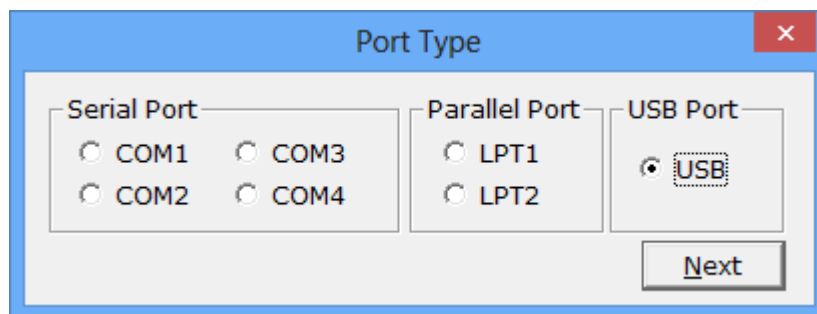 Port Type
Serial Port
COM1 COM3
COM2 COM4
Parallel Port
LPT1
LPT2
USB Port
USB
Next